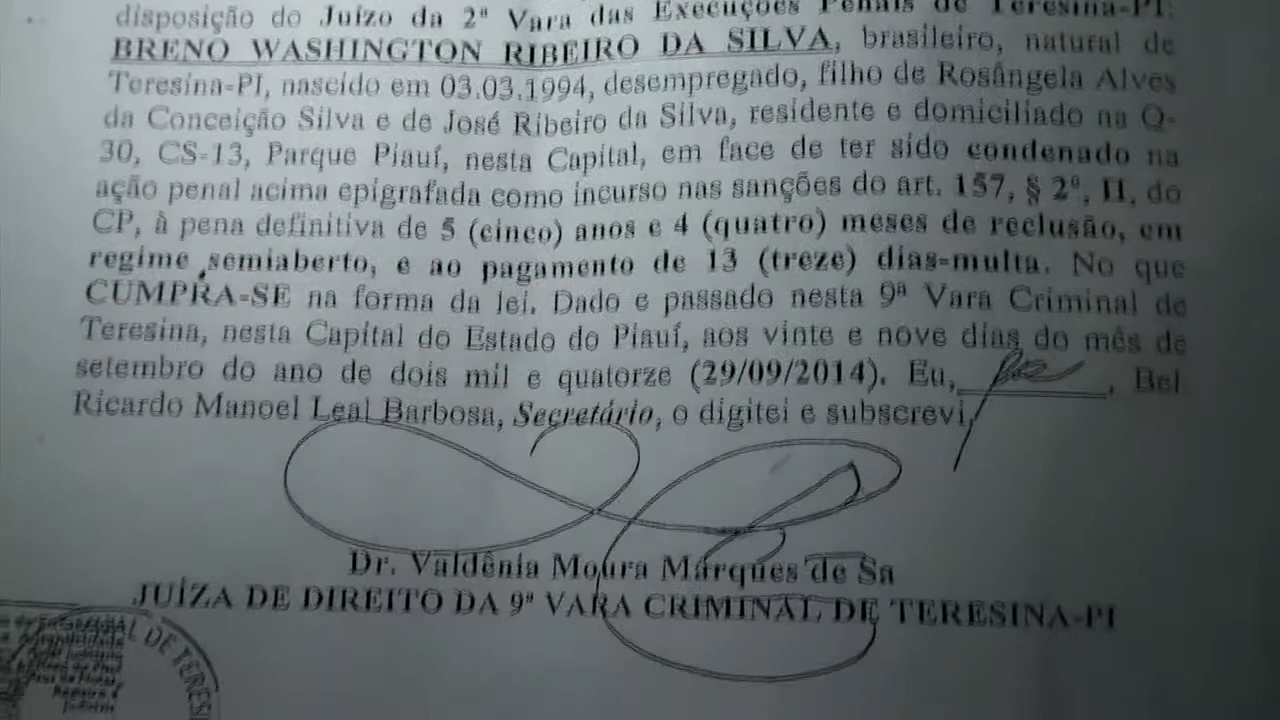 disposição do Juízo da 2ª Vara das Execuções Penais de Teresina-PI.
BRENO WASHINGTON RIBEIRO DA SILVA, brasileiro, natural de
Teresina-PI, nascido em 03.03.1994, desempregado, filho de Rosângela Alves
da Conceição Silva e de José Ribeiro da Silva, residente e domiciliado na Q-
30, CS-13, Parque Piauí, nesta Capital, em face de ter sido condenado na
ação penal acima epigrafada como incurso nas sanções do art. 157, § 2º, II, do
CP, à pena definitiva de 5 (cinco) anos e 4 (quatro) meses de reclusão, em
regime semiaberto, e ao pagamento de 13 (treze) dias-multa. No que
CUMPRA-SE na forma da lei. Dado e passado nesta 9ª Vara Criminal de
Teresina, nesta Capital do Estado do Piauí, aos vinte e nove dias do mês de
setembro do ano de dois mil e quatorze (29/09/2014). Eu, , Bel
Ricardo Manoel Leal Barbosa, Secretário, o digitei e subscrevi,
Dr. Valdênia Moura Marques de Sa
JUÍZA DE DIREITO DA 9ª VARA CRIMINAL DE TERESINA-PI
DE TERESI